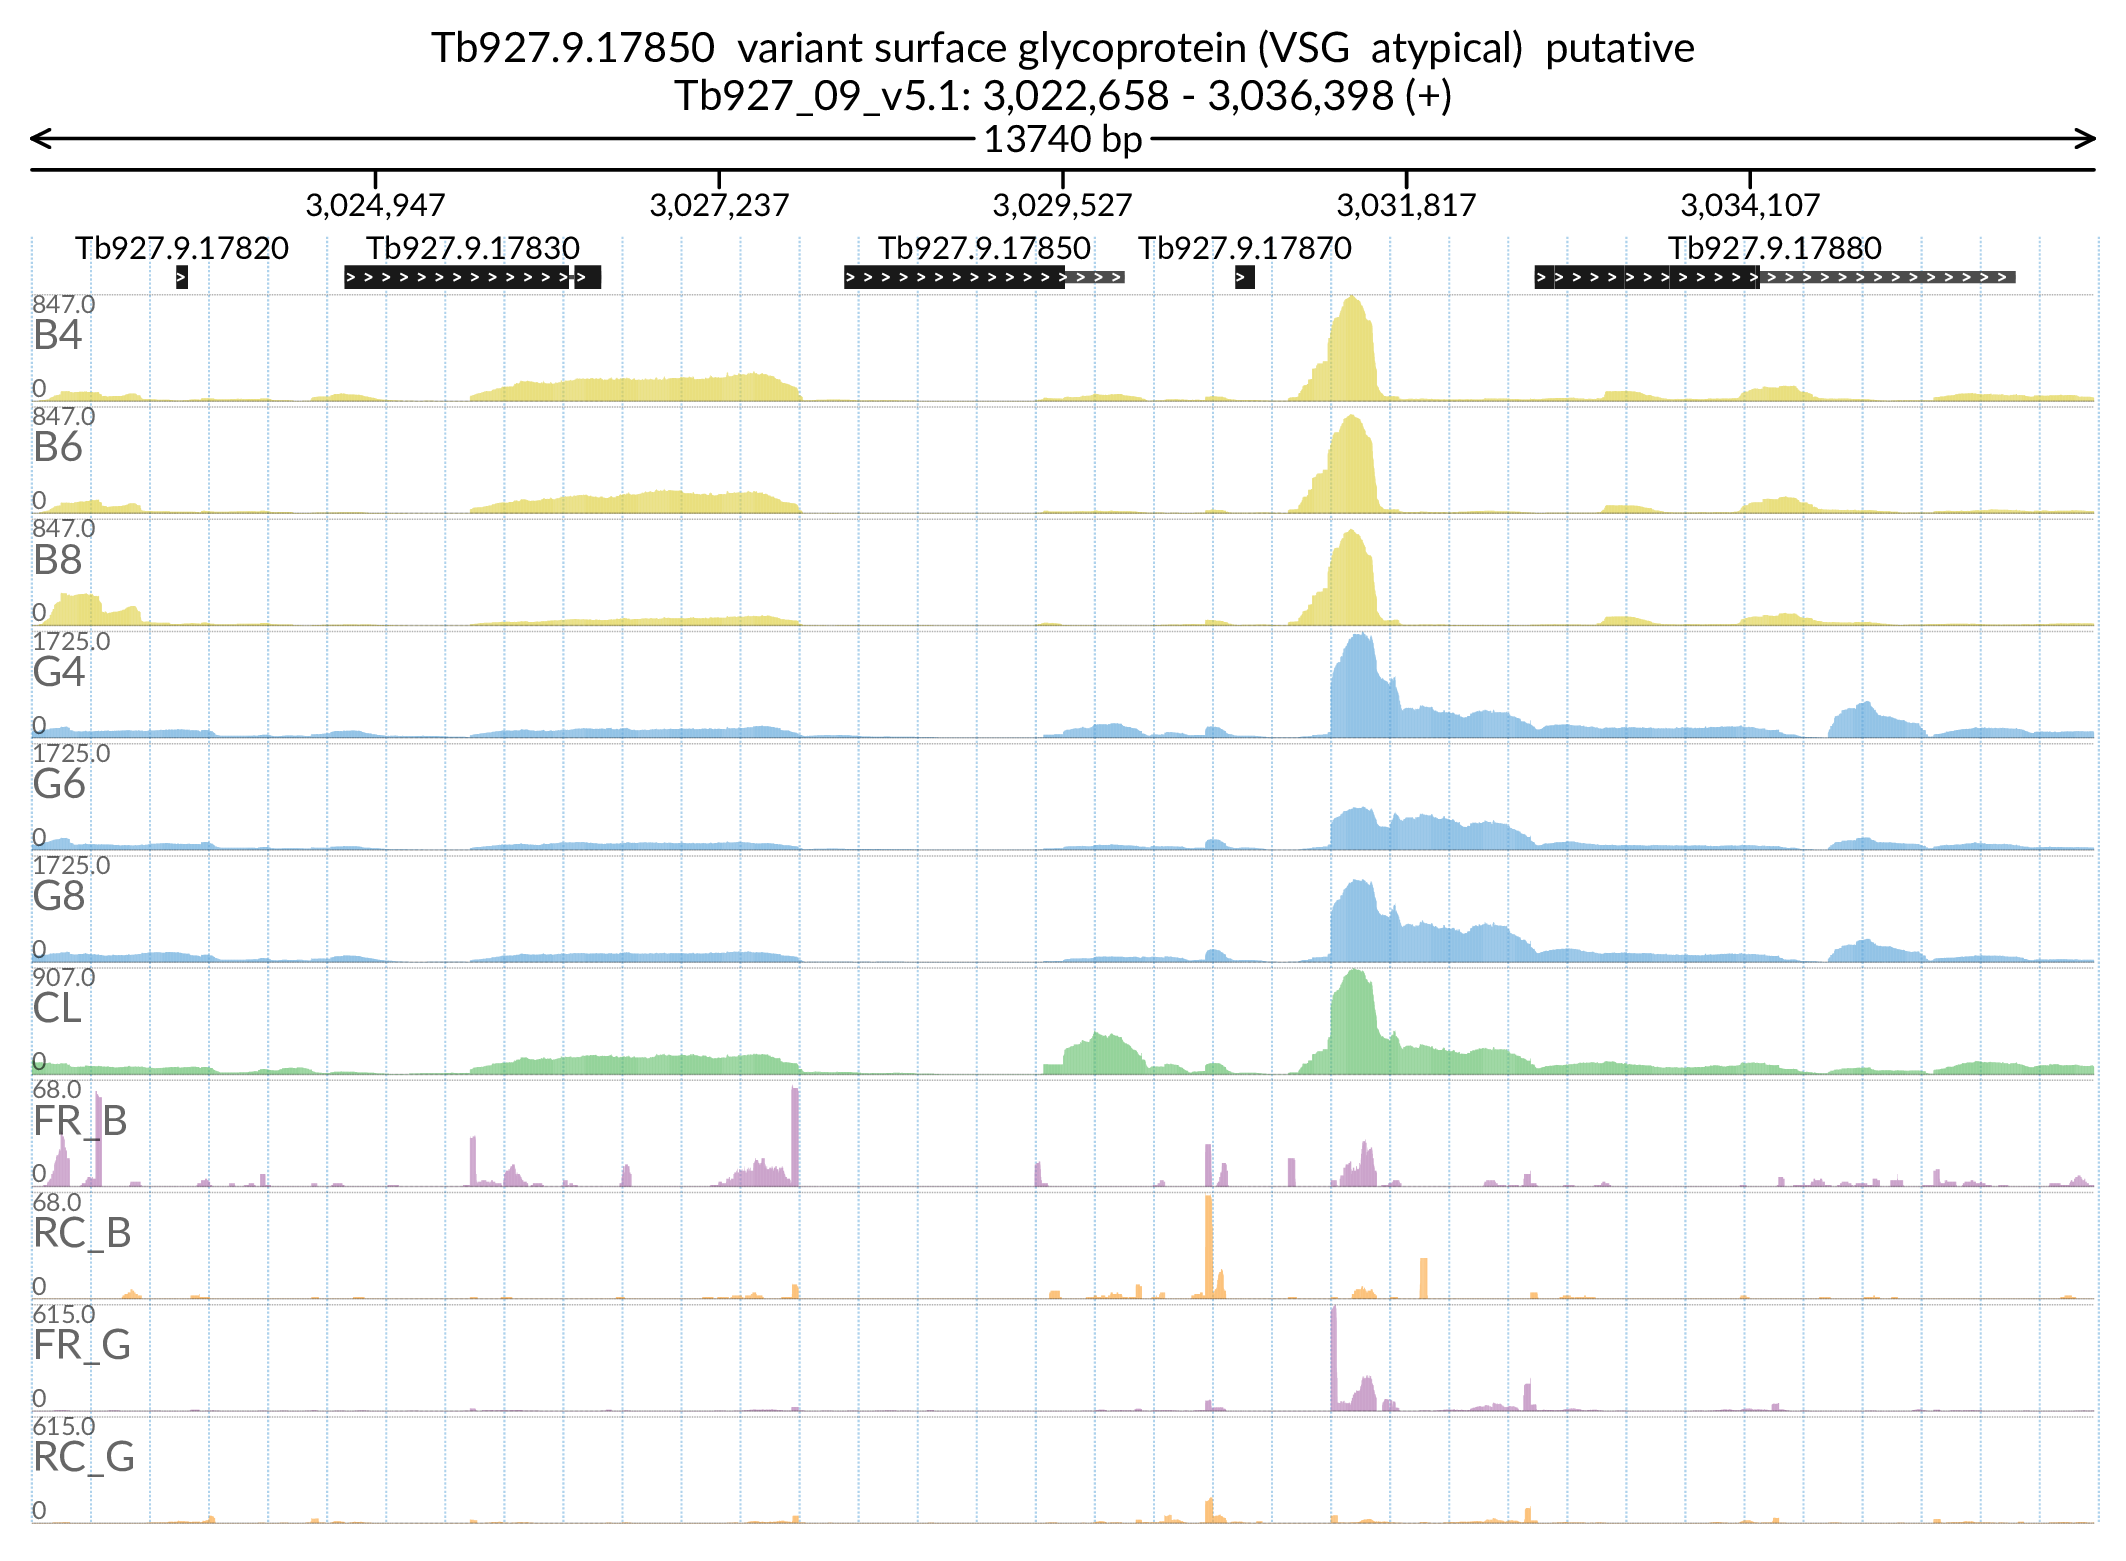 Tb927.9.17850  variant surface glycoprotein (VSG  atypical)  putative
Tb927_09_v5.1: 3,022,658 - 3,036,398 (+)
13740 bp
3,024,947 3,027,237 3,029,527 3,031,817 3,034,107
Tb927.9.17820 Tb927.9.17830 Tb927.9.17850 Tb927.9.17870 Tb927.9.17880
847.0
B4
0
847.0
B6
0
847.0
B8
0
1725.0
G4
0
1725.0
G6
0
1725.0
G8
0
907.0
CL
0
68.0
FR_B
0
68.0
RC_B
0
615.0
FR_G
0
615.0
RC_G
0